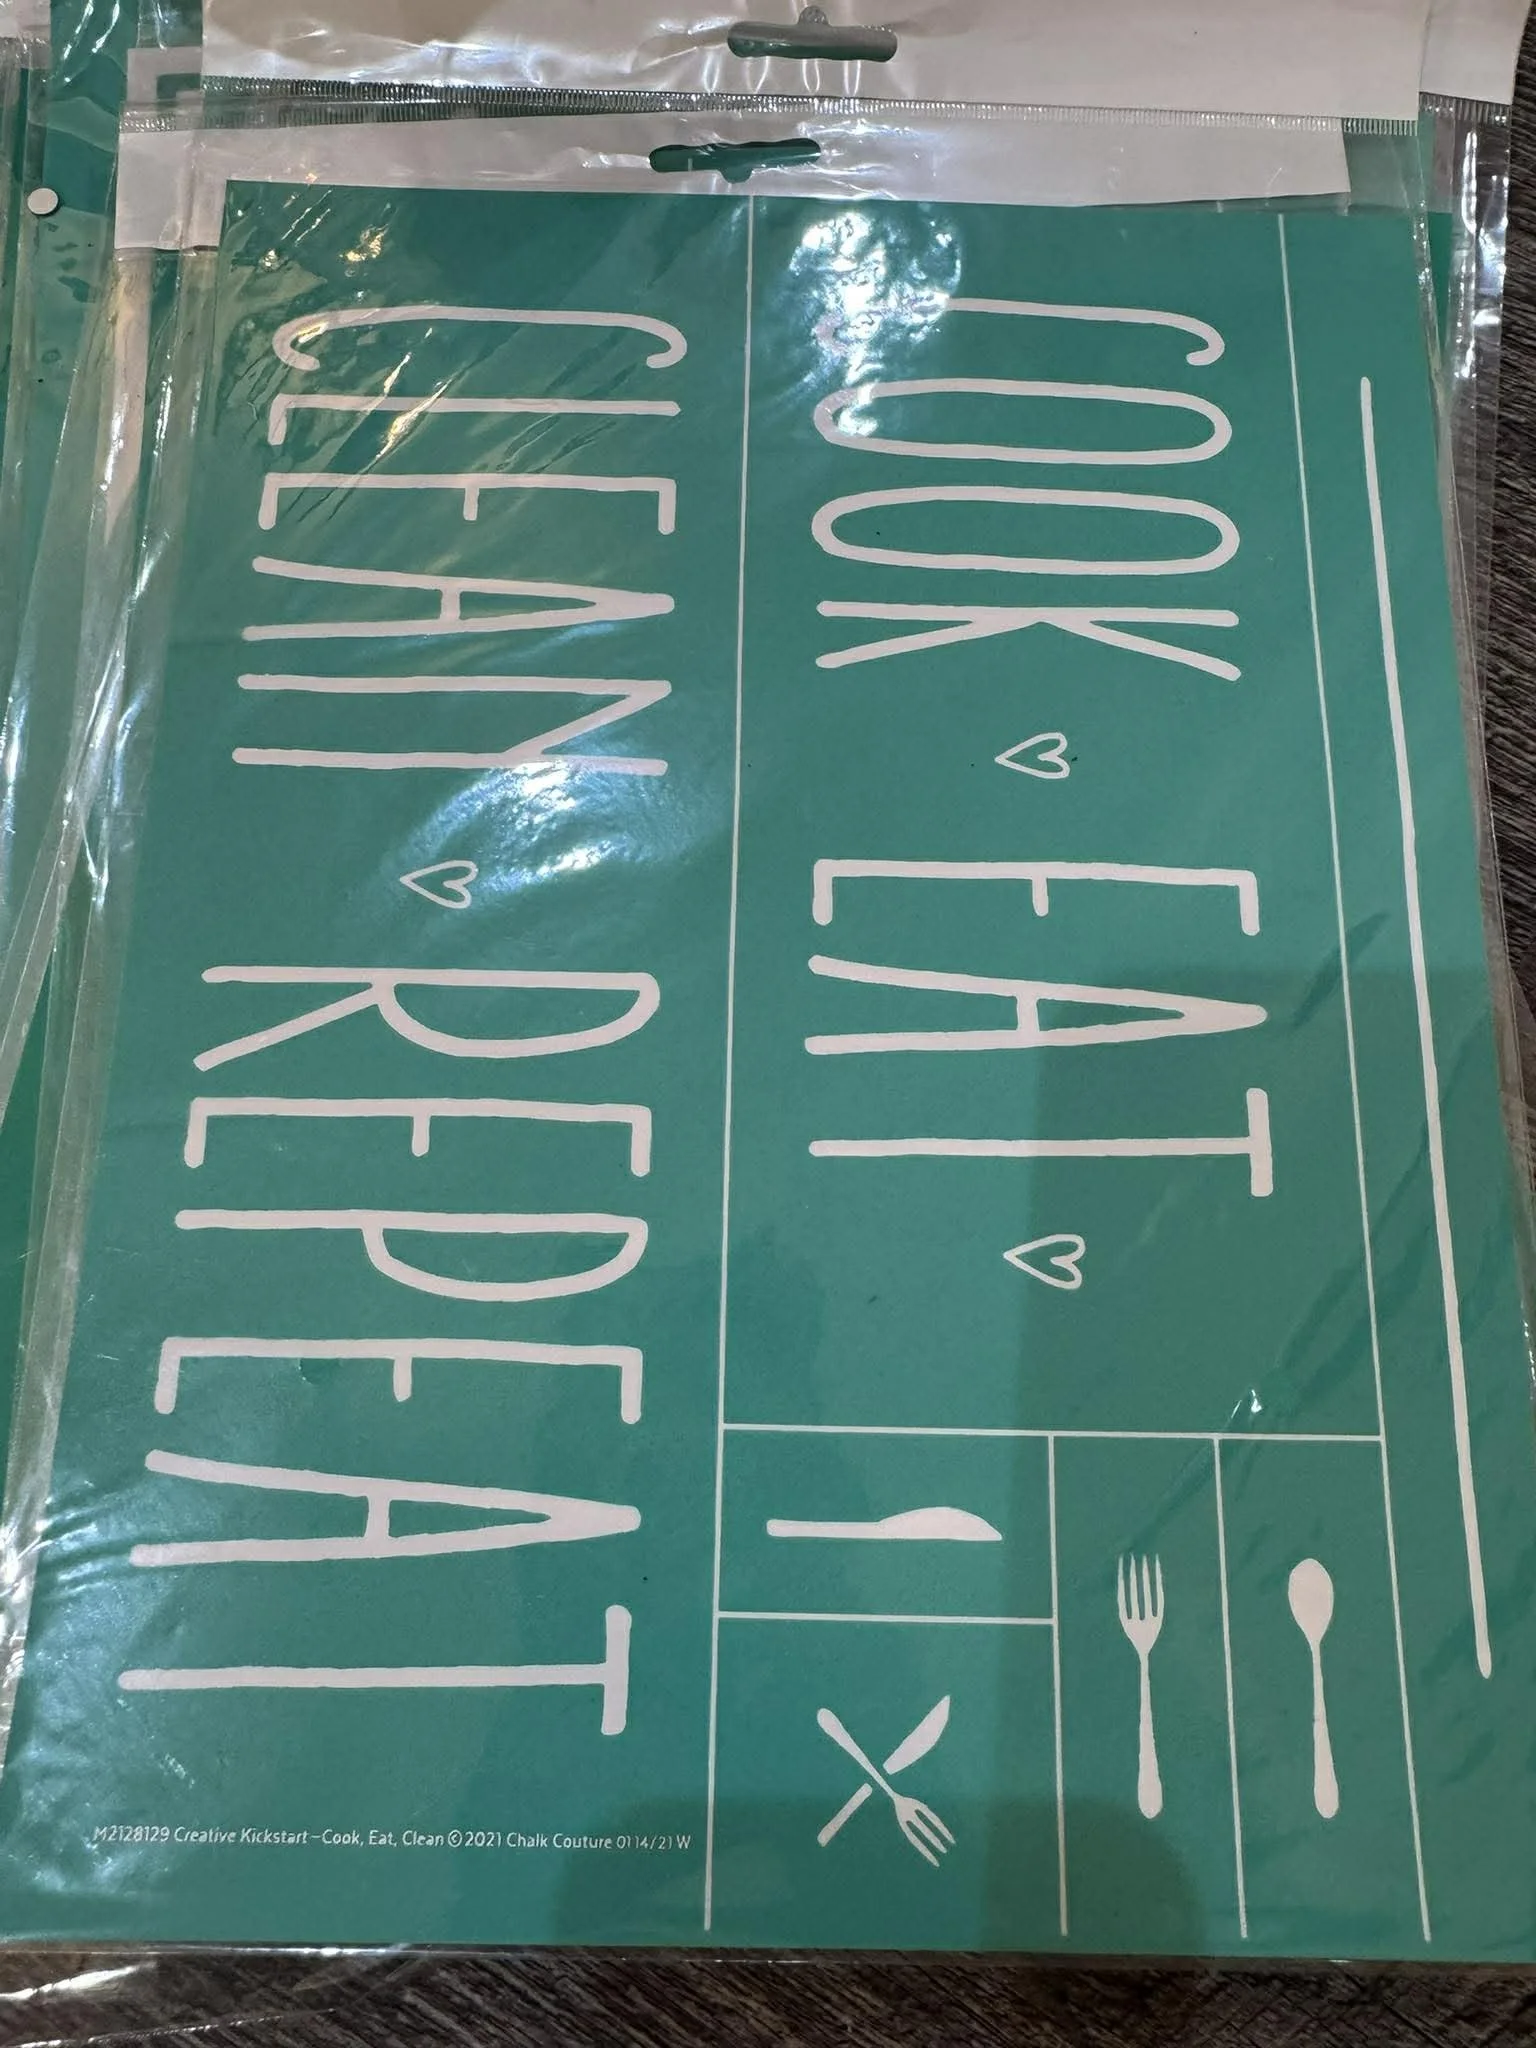 COOK ♡ EAT ♡
CLEAN ♡ REPEAT
M2128129 Creative Kickstart-Cook, Eat, Clean ©2021 Chalk Couture 0114/21 W